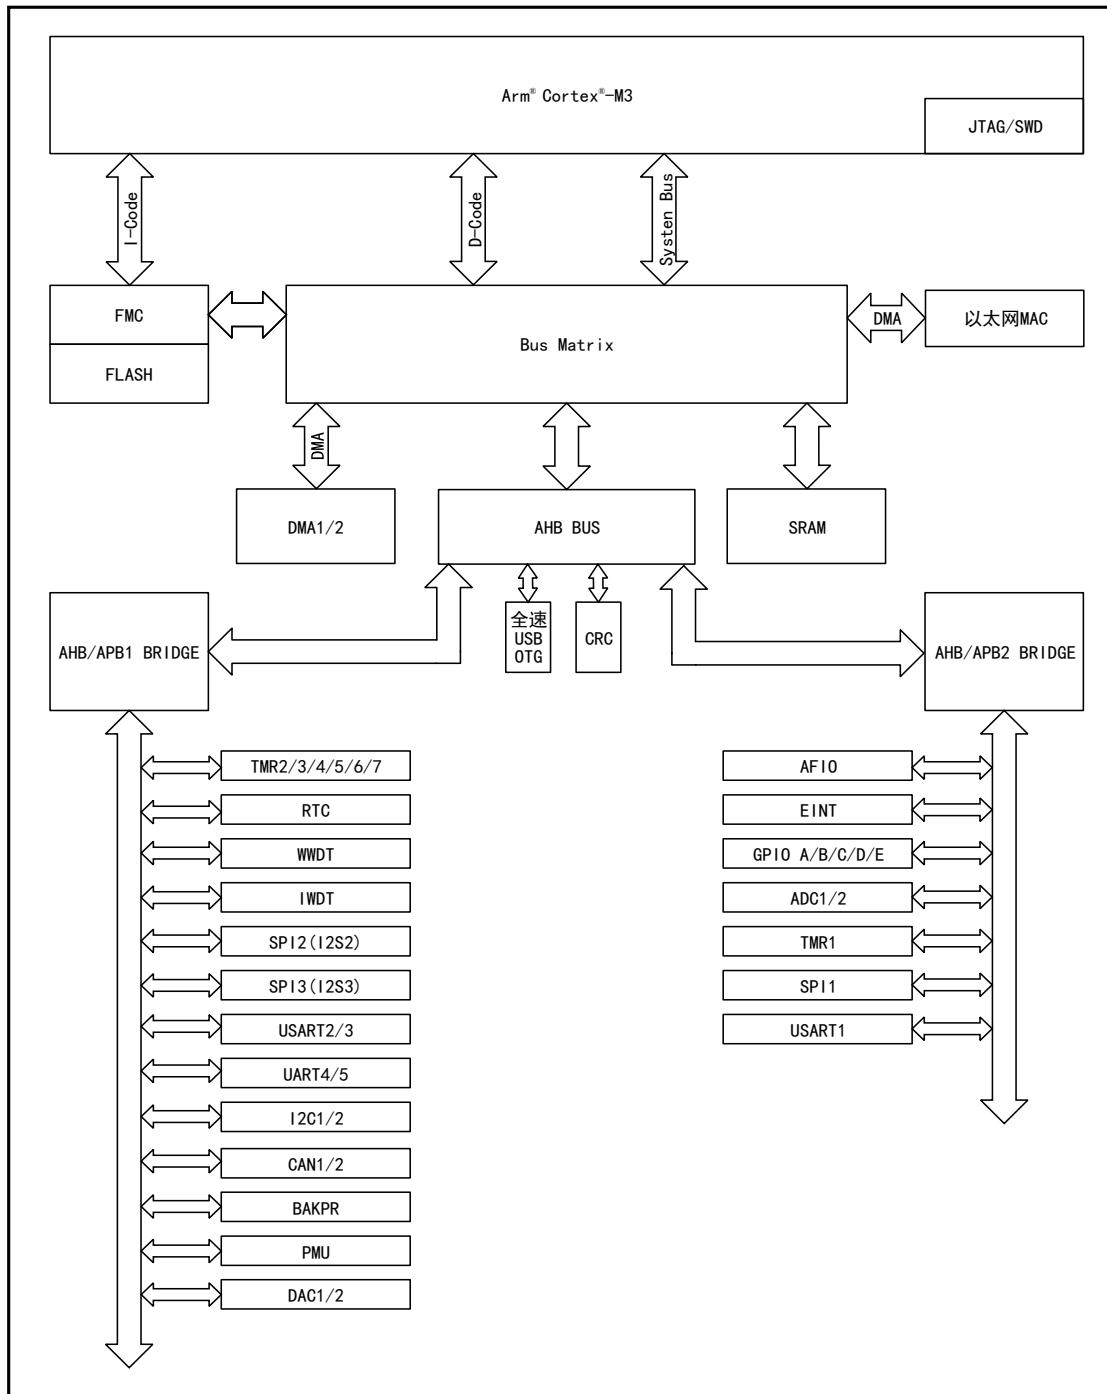 Arm® Cortex®-M3
JTAG/SWD
I-Code
D-Code
Systen Bus
FMC
FLASH
Bus Matrix
DMA
以太网MAC
DMA
DMA1/2
AHB BUS
SRAM
AHB/APB1 BRIDGE
全速
USB
OTG
CRC
AHB/APB2 BRIDGE
TMR2/3/4/5/6/7
RTC
WWDT
IWDT
SPI2(I2S2)
SPI3(I2S3)
USART2/3
UART4/5
I2C1/2
CAN1/2
BAKPR
PMU
DAC1/2
AFIO
EINT
GPIO A/B/C/D/E
ADC1/2
TMR1
SPI1
USART1